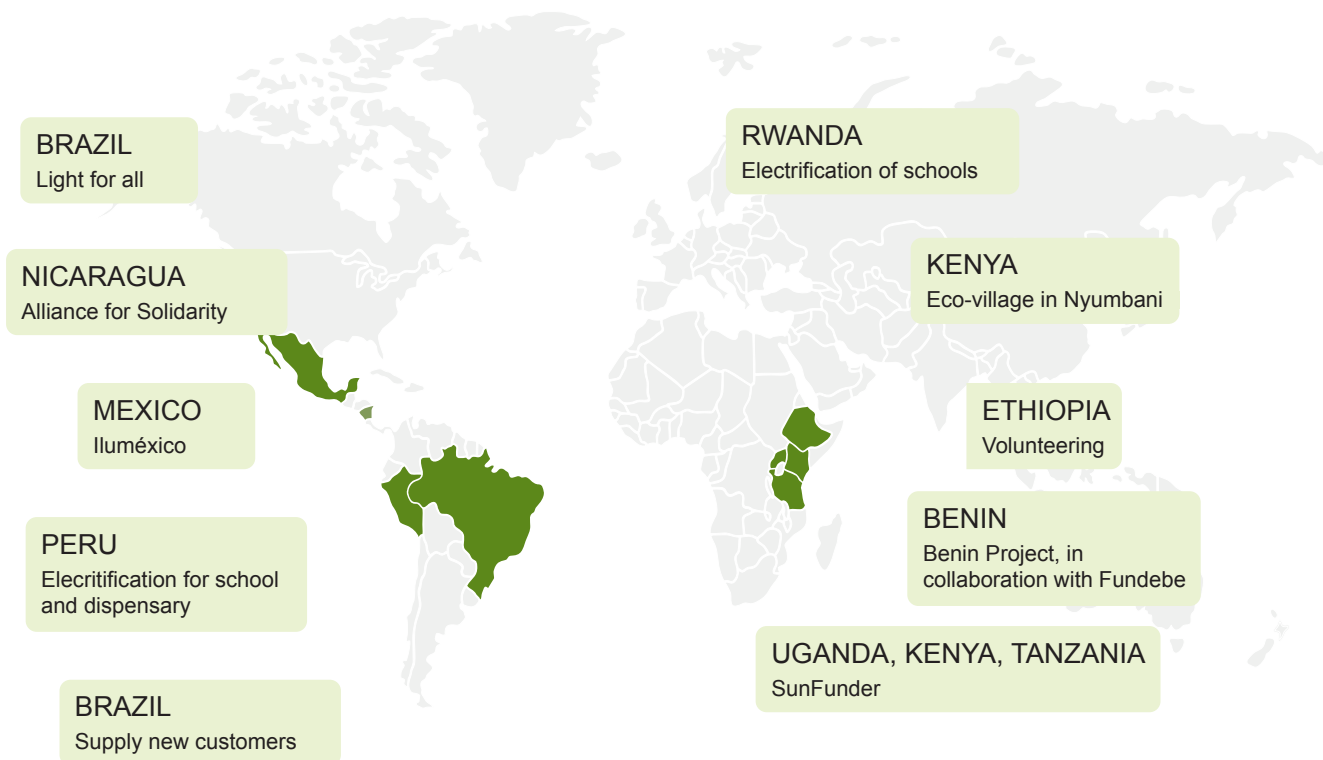 BRAZIL
Light for all
NICARAGUA
Alliance for Solidarity
MEXICO
Iluméxico
PERU
Elecritification for school
and dispensary
BRAZIL
Supply new customers
RWANDA
Electrification of schools
KENYA
Eco-village in Nyumbani
ETHIOPIA
Volunteering
BENIN
Benin Project, in
collaboration with Fundebe
UGANDA, KENYA, TANZANIA
SunFunder